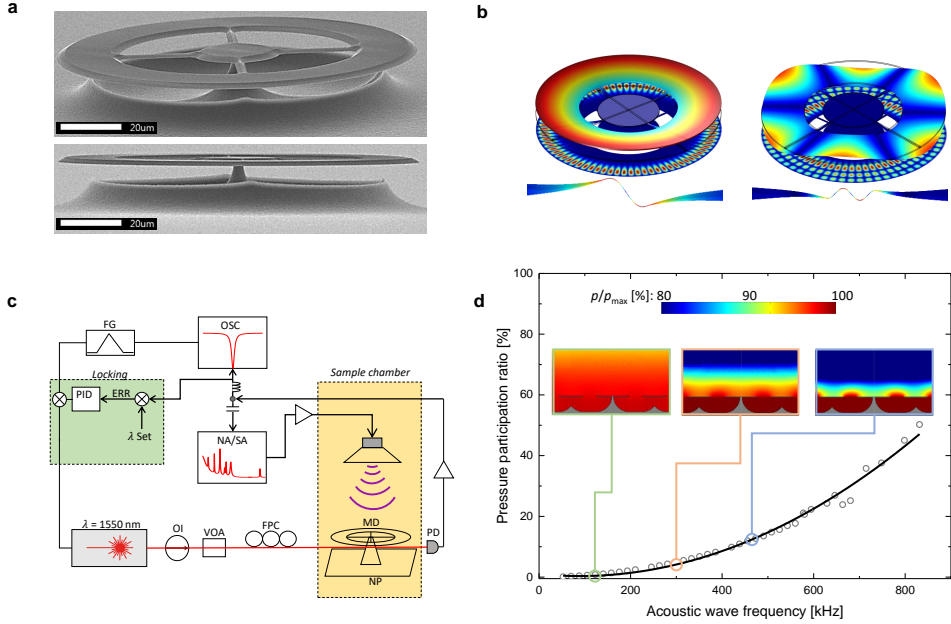 a
20um
20um
b
c
FG
OSC
Locking
PID
ERR
λ Set
NA/SA
Sample chamber
λ = 1550 nm
OI
VOA
FPC
MD
NP
PD
d
p/pmax [%]: 80 90 100
Pressure participation ratio [%]
100
80
60
40
20
0
0 200 400 600 800
Acoustic wave frequency [kHz]